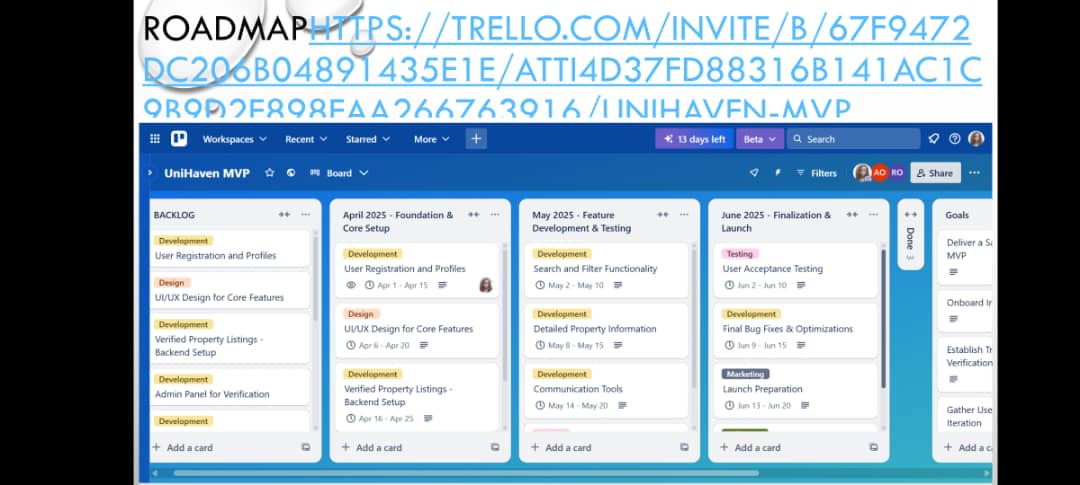 ROADMAPHTTPS://TRELLO.COM/INVITE/B/67F9472
DC206B04891435E1E/ATTI4D37FD88316B141AC1C
9B9D2F898FAA266763916/UNIHAVEN-MVP
Workspaces
Recent
Starred
More
13 days left
Beta
Search
UniHaven MVP
Board
Filters
AO
RO
Share
BACKLOG
Development
User Registration and Profiles
Design
UI/UX Design for Core Features
Development
Verified Property Listings -
Backend Setup
Development
Admin Panel for Verification
Development
+ Add a card
April 2025 - Foundation &
Core Setup
Development
User Registration and Profiles
Apr 1 - Apr 15
Design
UI/UX Design for Core Features
Apr 6 - Apr 20
Development
Verified Property Listings -
Backend Setup
Apr 16 - Apr 25
+ Add a card
May 2025 - Feature
Development & Testing
Development
Search and Filter Functionality
May 2 - May 10
Development
Detailed Property Information
May 8 - May 15
Development
Communication Tools
May 14 - May 20
+ Add a card
June 2025 - Finalization &
Launch
Testing
User Acceptance Testing
Jun 2 - Jun 10
Development
Final Bug Fixes & Optimizations
Jun 9 - Jun 15
Marketing
Launch Preparation
Jun 13 - Jun 20
+ Add a card
Done 3
Goals
Deliver a
MVP
Onboard
Establish
Verification
Gather Use
Iteration
+ Add a